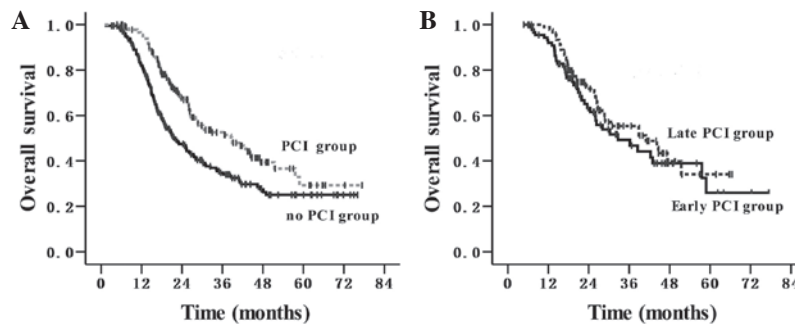 A
Overall survival
1.0
0.8
0.6
0.4
0.2
0.0
PCI group
no PCI group
0 12 24 36 48 60 72 84
Time (months)
B
Overall survival
1.0
0.8
0.6
0.4
0.2
0.0
Late PCI group
Early PCI group
0 12 24 36 48 60 72 84
Time (months)